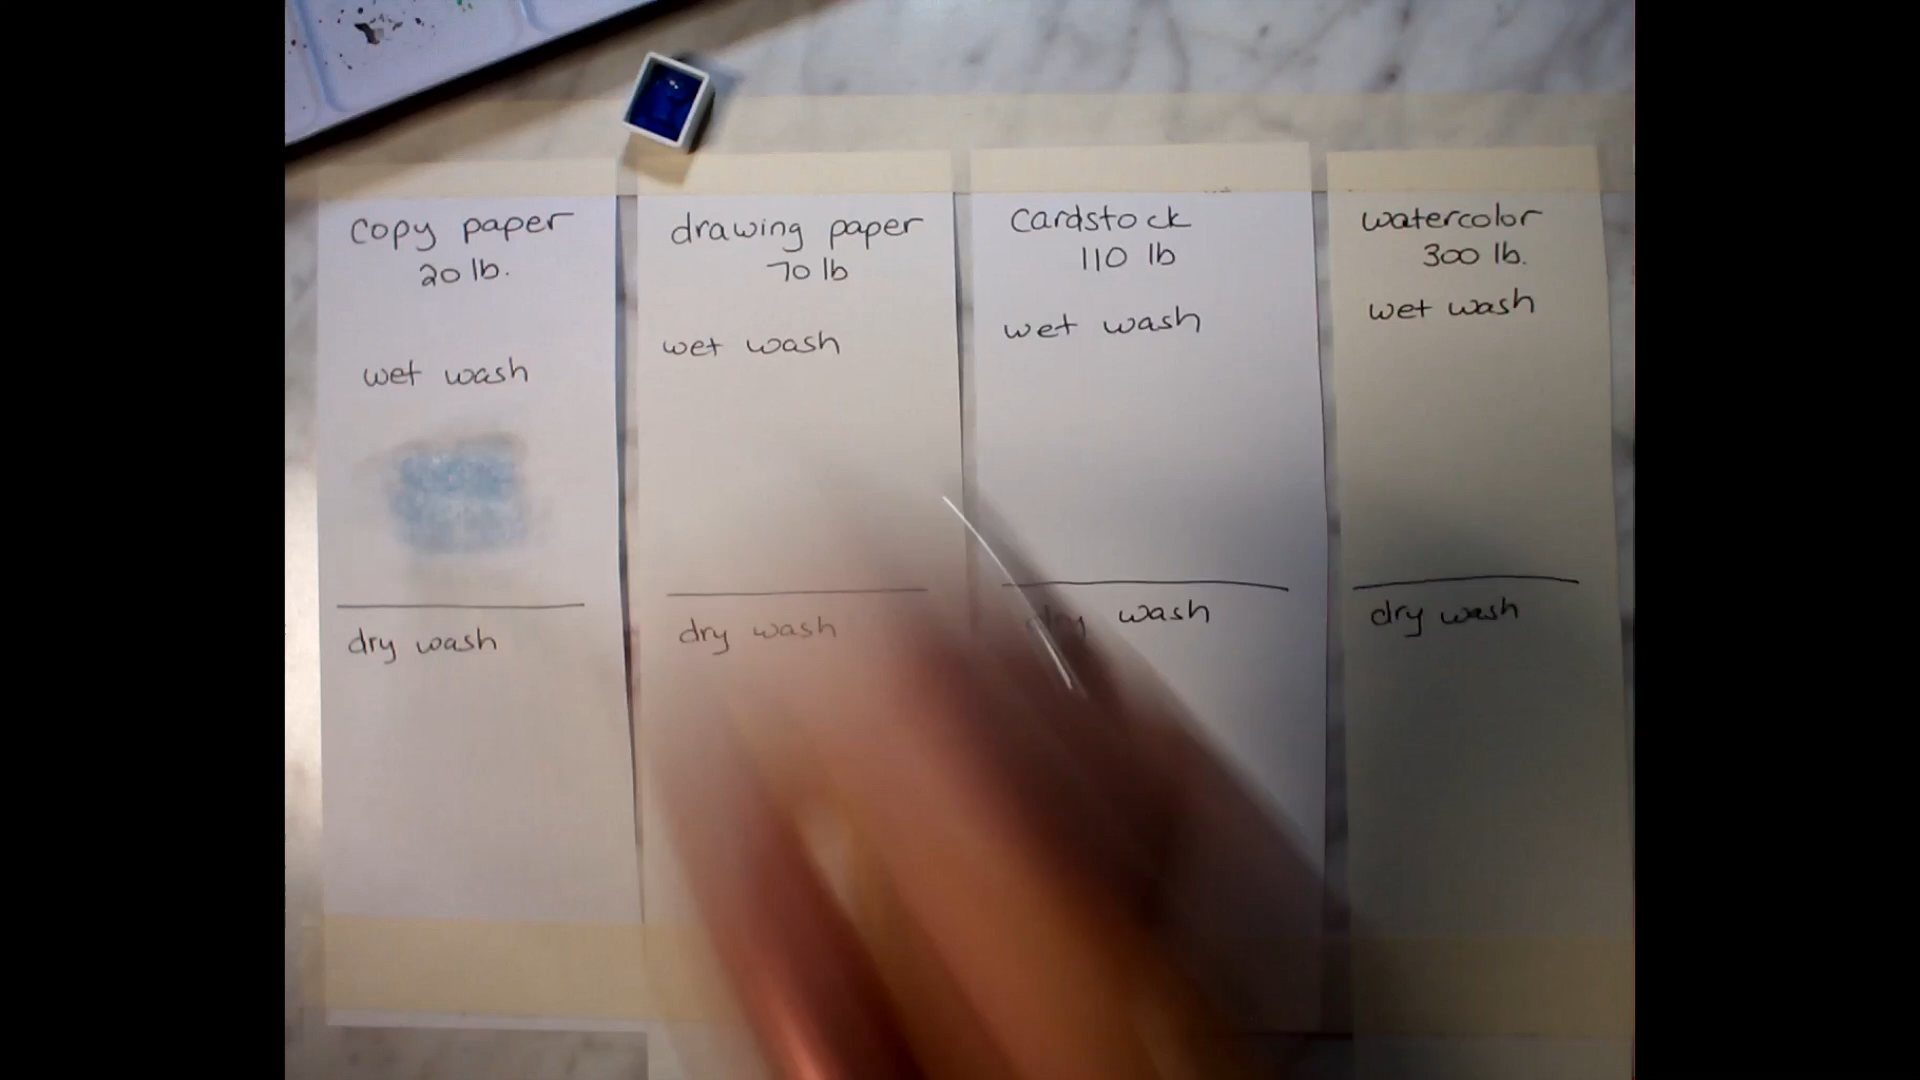 copy paper
20 lb.
wet wash
dry wash
drawing paper
70 lb
wet wash
dry wash
Cardstock
110 lb
wet wash
dry wash
watercolor
300 lb.
wet wash
dry wash